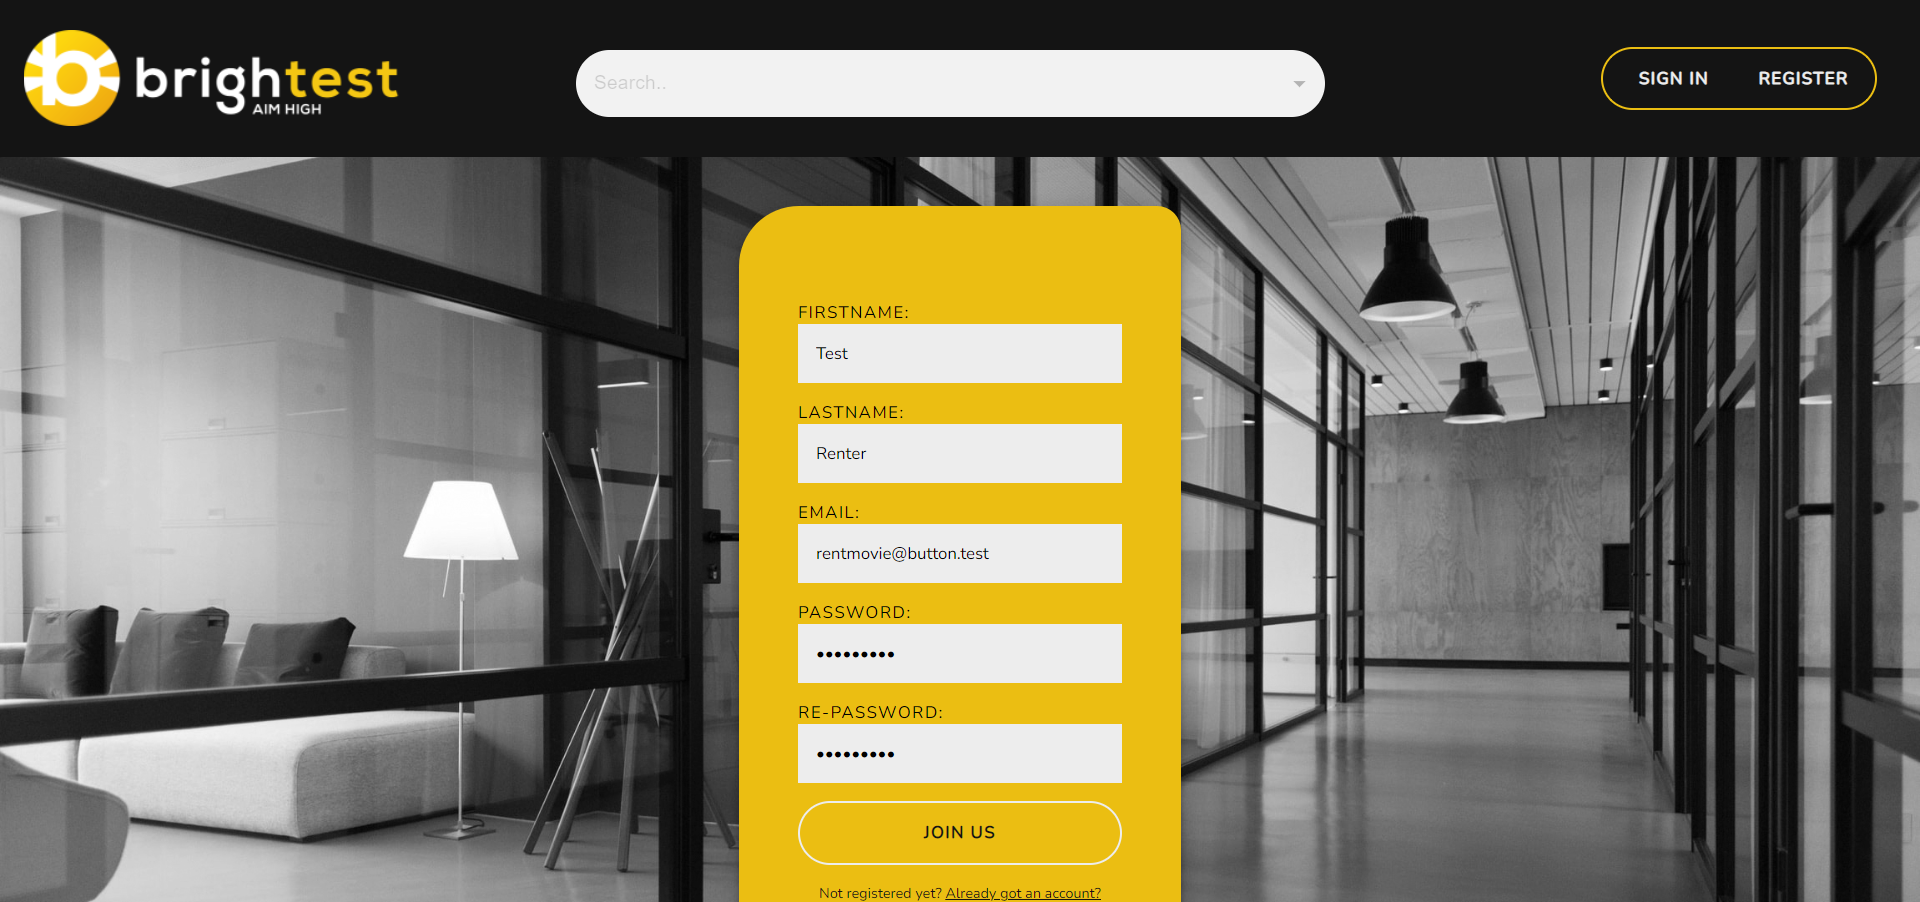 brightest
AIM HIGH
Search..
SIGN IN
REGISTER
FIRSTNAME:
Test
LASTNAME:
Renter
EMAIL:
rentmovie@button.test
PASSWORD:
•••••••••
RE-PASSWORD:
•••••••••
JOIN US
Not registered yet? Already got an account?